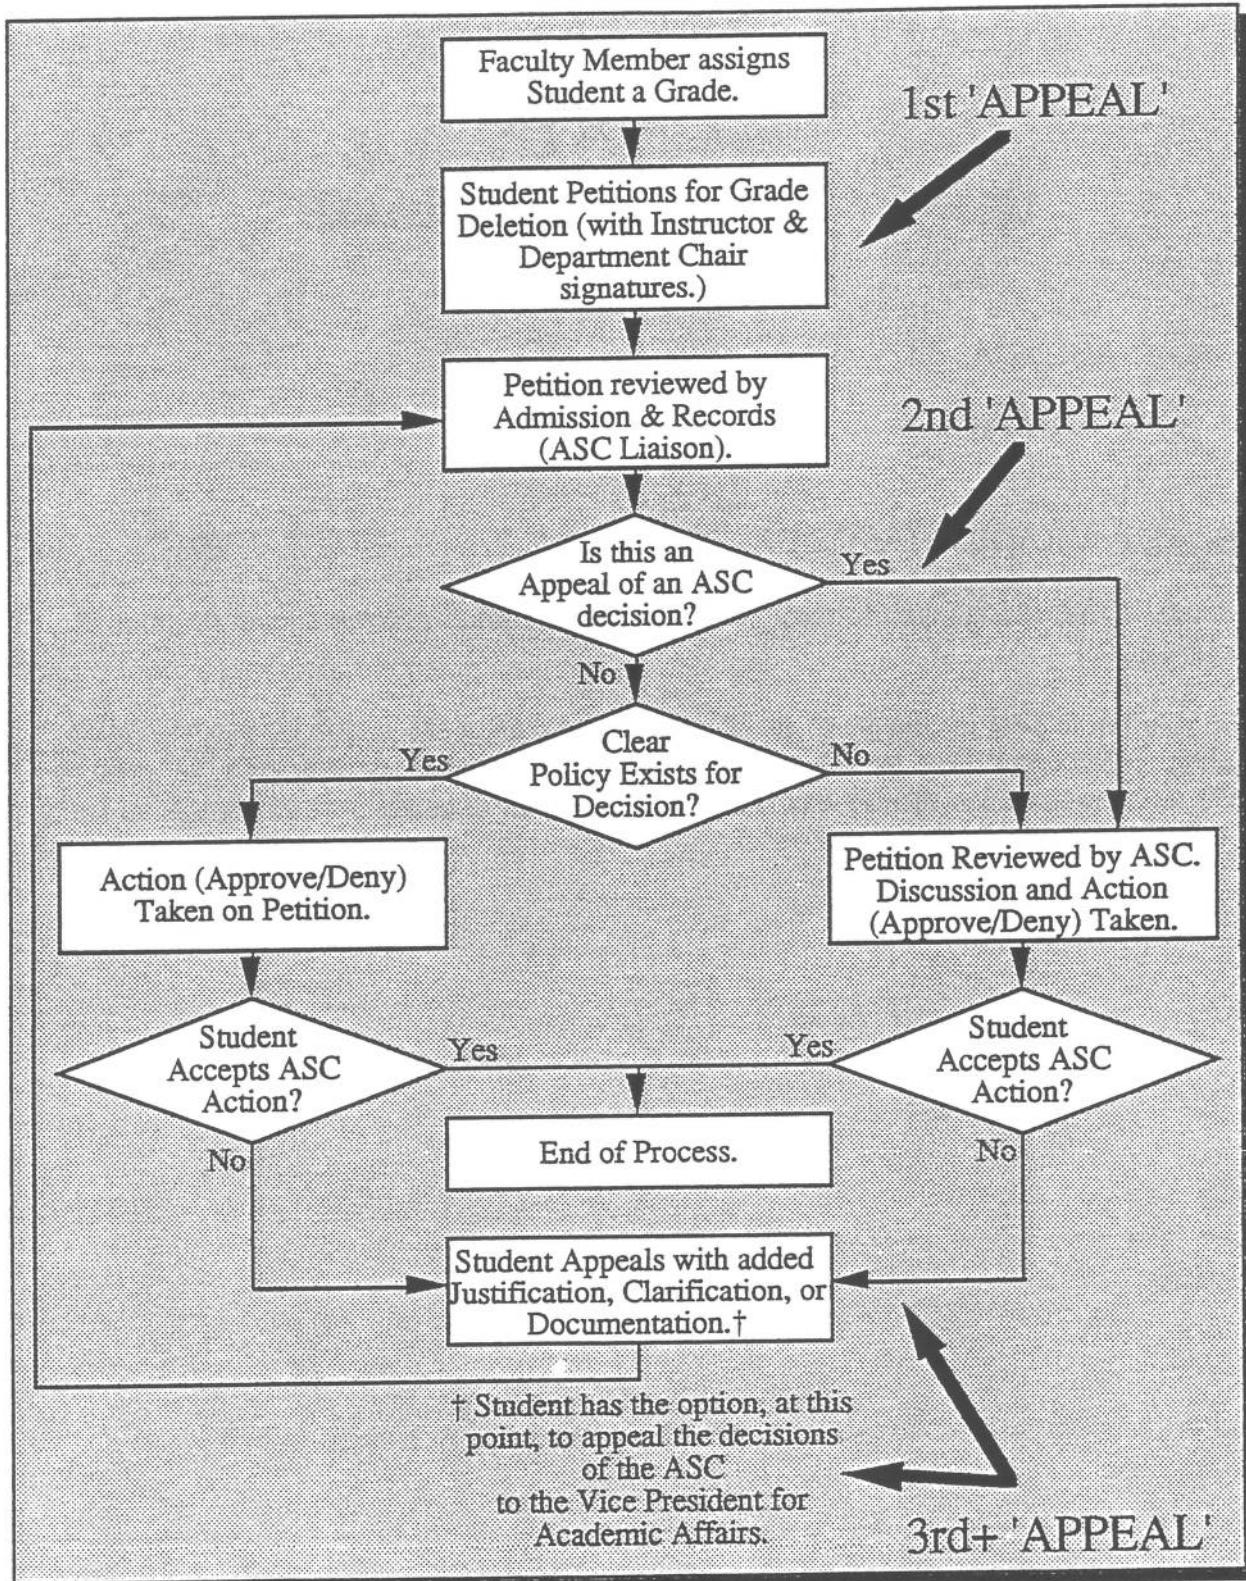 Faculty Member assigns
Student a Grade.
1st 'APPEAL'
Student Petitions for Grade
Deletion (with Instructor &
Department Chair
signatures.)
Petition reviewed by
Admission & Records
(ASC Liaison).
2nd 'APPEAL'
Is this an
Appeal of an ASC
decision?
Yes
No
Clear
Policy Exists for
Decision?
Yes
No
Action (Approve/Deny)
Taken on Petition.
Petition Reviewed by ASC.
Discussion and Action
(Approve/Deny) Taken.
Student
Accepts ASC
Action?
Yes
No
Student
Accepts ASC
Action?
Yes
No
End of Process.
Student Appeals with added
Justification, Clarification, or
Documentation.†
† Student has the option, at this
point, to appeal the decisions
of the ASC
to the Vice President for
Academic Affairs.
3rd+ 'APPEAL'